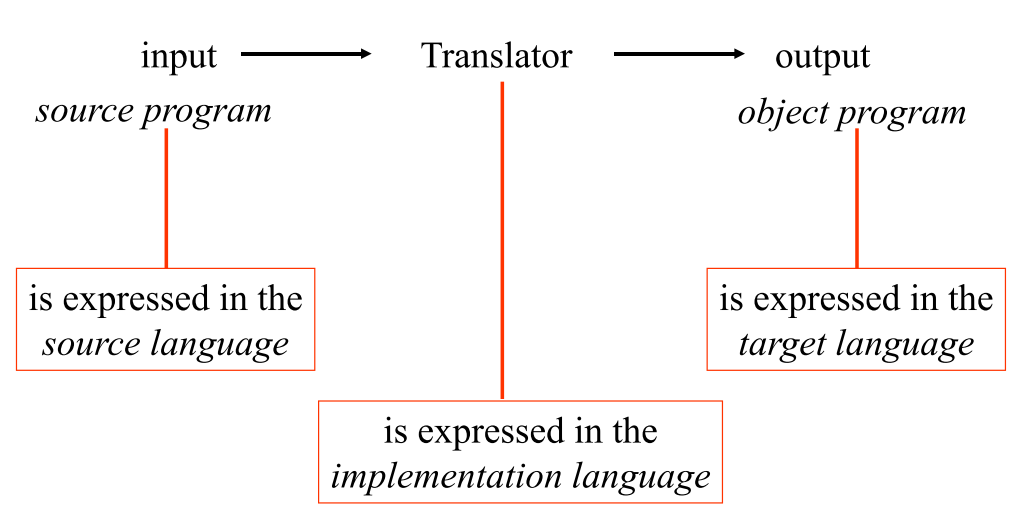 input
Translator
output
source program
object program
is expressed in the
source language
is expressed in the
target language
is expressed in the
implementation language